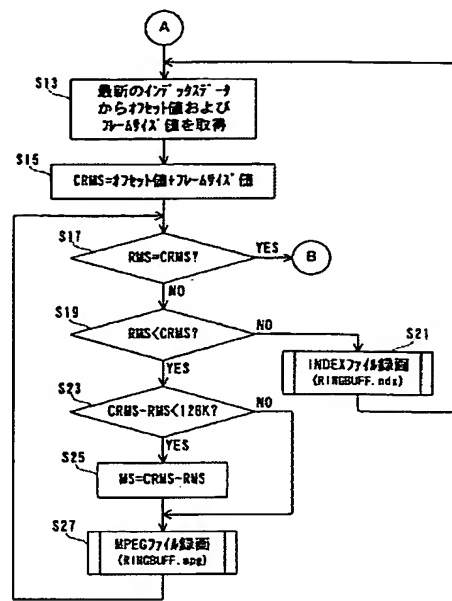 A
S13
最新のインデックスデータ
からオフセット値および
フレームサイズ値を取得
S15
CRMS=オフセット値+フレームサイズ値
S17
RMS=CRMS?
YES
B
NO
S19
RMS<CRMS?
NO
S21
INDEXファイル録画
(RINGBUFF.ndx)
YES
S23
CRMS-RMS<128K?
NO
YES
S25
MS=CRMS-RMS
S27
MPEGファイル録画
(RINGBUFF.mpg)